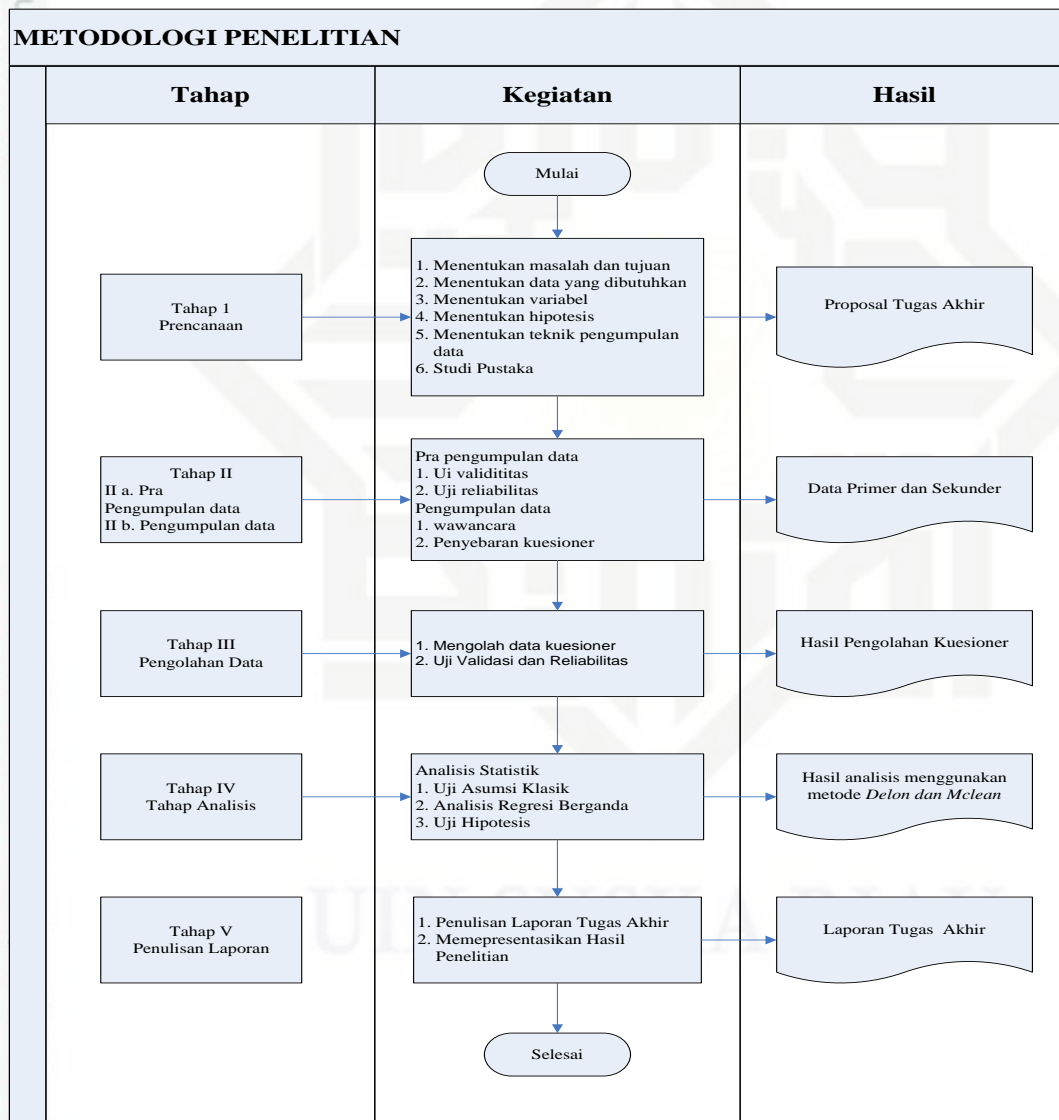 METODOLOGI PENELITIAN
Tahap
Kegiatan
Hasil
Mulai
Tahap 1
Prencanaan
1. Menentukan masalah dan tujuan
2. Menentukan data yang dibutuhkan
3. Menentukan variabel
4. Menentukan hipotesis
5. Menentukan teknik pengumpulan
data
6. Studi Pustaka
Proposal Tugas Akhir
Tahap II
II a. Pra
Pengumpulan data
II b. Pengumpulan data
Pra pengumpulan data
1. Ui validititas
2. Uji reliabilitas
Pengumpulan data
1. wawancara
2. Penyebaran kuesioner
Data Primer dan Sekunder
Tahap III
Pengolahan Data
1. Mengolah data kuesioner
2. Uji Validasi dan Reliabilitas
Hasil Pengolahan Kuesioner
Tahap IV
Tahap Analisis
Analisis Statistik
1. Uji Asumsi Klasik
2. Analisis Regresi Berganda
3. Uji Hipotesis
Hasil analisis menggunakan
metode Delon dan Mclean
Tahap V
Penulisan Laporan
1. Penulisan Laporan Tugas Akhir
2. Memepresentasikan Hasil
Penelitian
Laporan Tugas Akhir
Selesai
UIN SUSKA RIAU